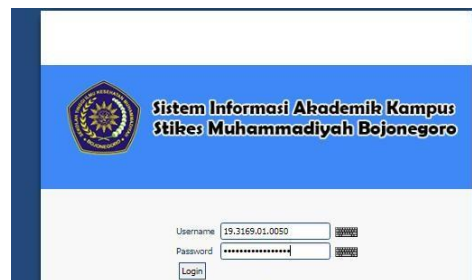 Sistem Informasi Akademik Kampus
Stikes Muhammadiyah Bojonegoro
Username 19.3169.01.0050
Password ••••••••••••••••
Login